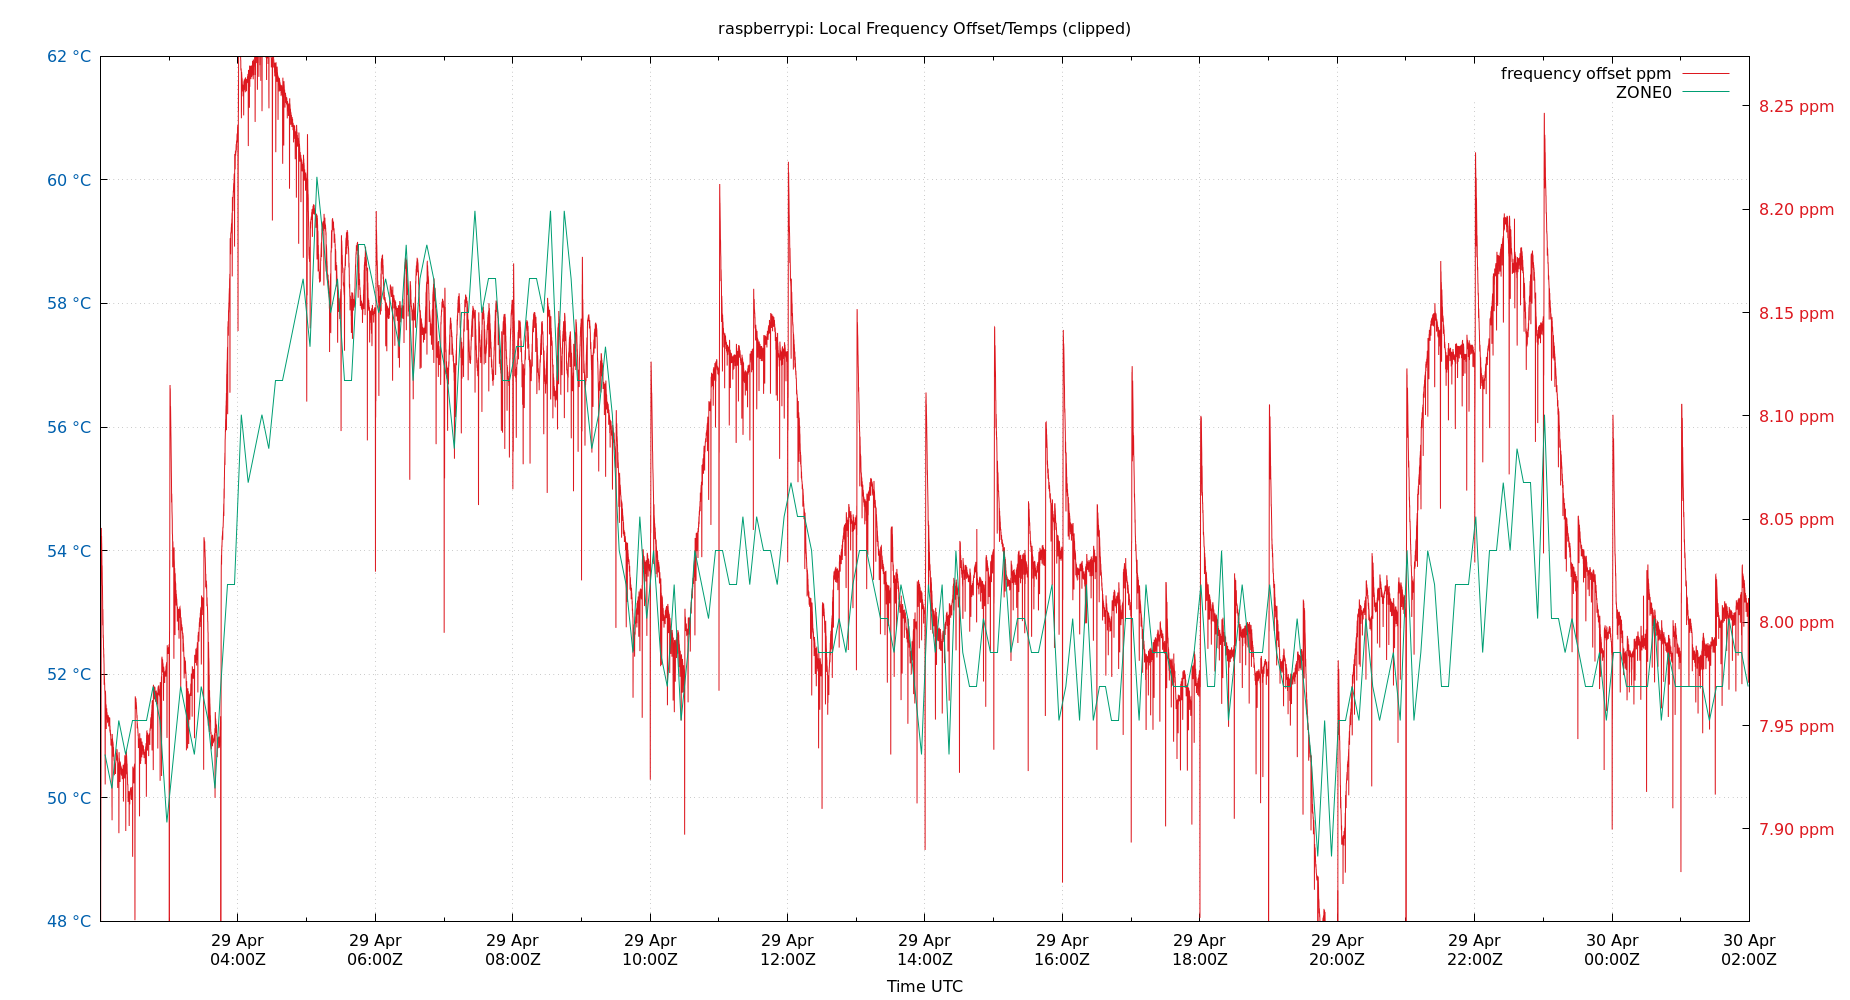 raspberrypi: Local Frequency Offset/Temps (clipped)
frequency offset ppm
ZONE0
62 °C
60 °C
58 °C
56 °C
54 °C
52 °C
50 °C
48 °C
8.25 ppm
8.20 ppm
8.15 ppm
8.10 ppm
8.05 ppm
8.00 ppm
7.95 ppm
7.90 ppm
29 Apr
04:00Z
29 Apr
06:00Z
29 Apr
08:00Z
29 Apr
10:00Z
29 Apr
12:00Z
29 Apr
14:00Z
29 Apr
16:00Z
29 Apr
18:00Z
29 Apr
20:00Z
29 Apr
22:00Z
30 Apr
00:00Z
30 Apr
02:00Z
Time UTC